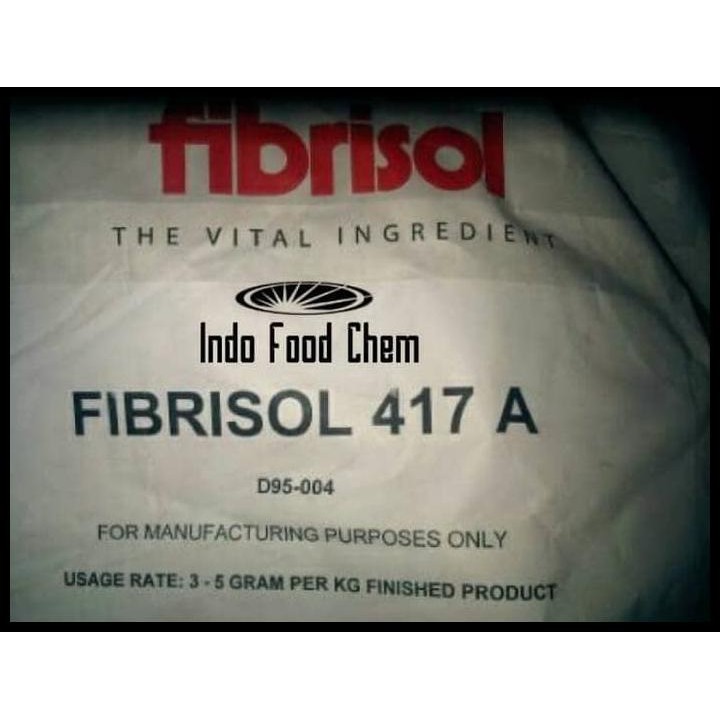 fibrisol
THE VITAL INGREDIENT
Indo Food Chem
FIBRISOL 417 A
D95-004
FOR MANUFACTURING PURPOSES ONLY
USAGE RATE: 3 - 5 GRAM PER KG FINISHED PRODUCT